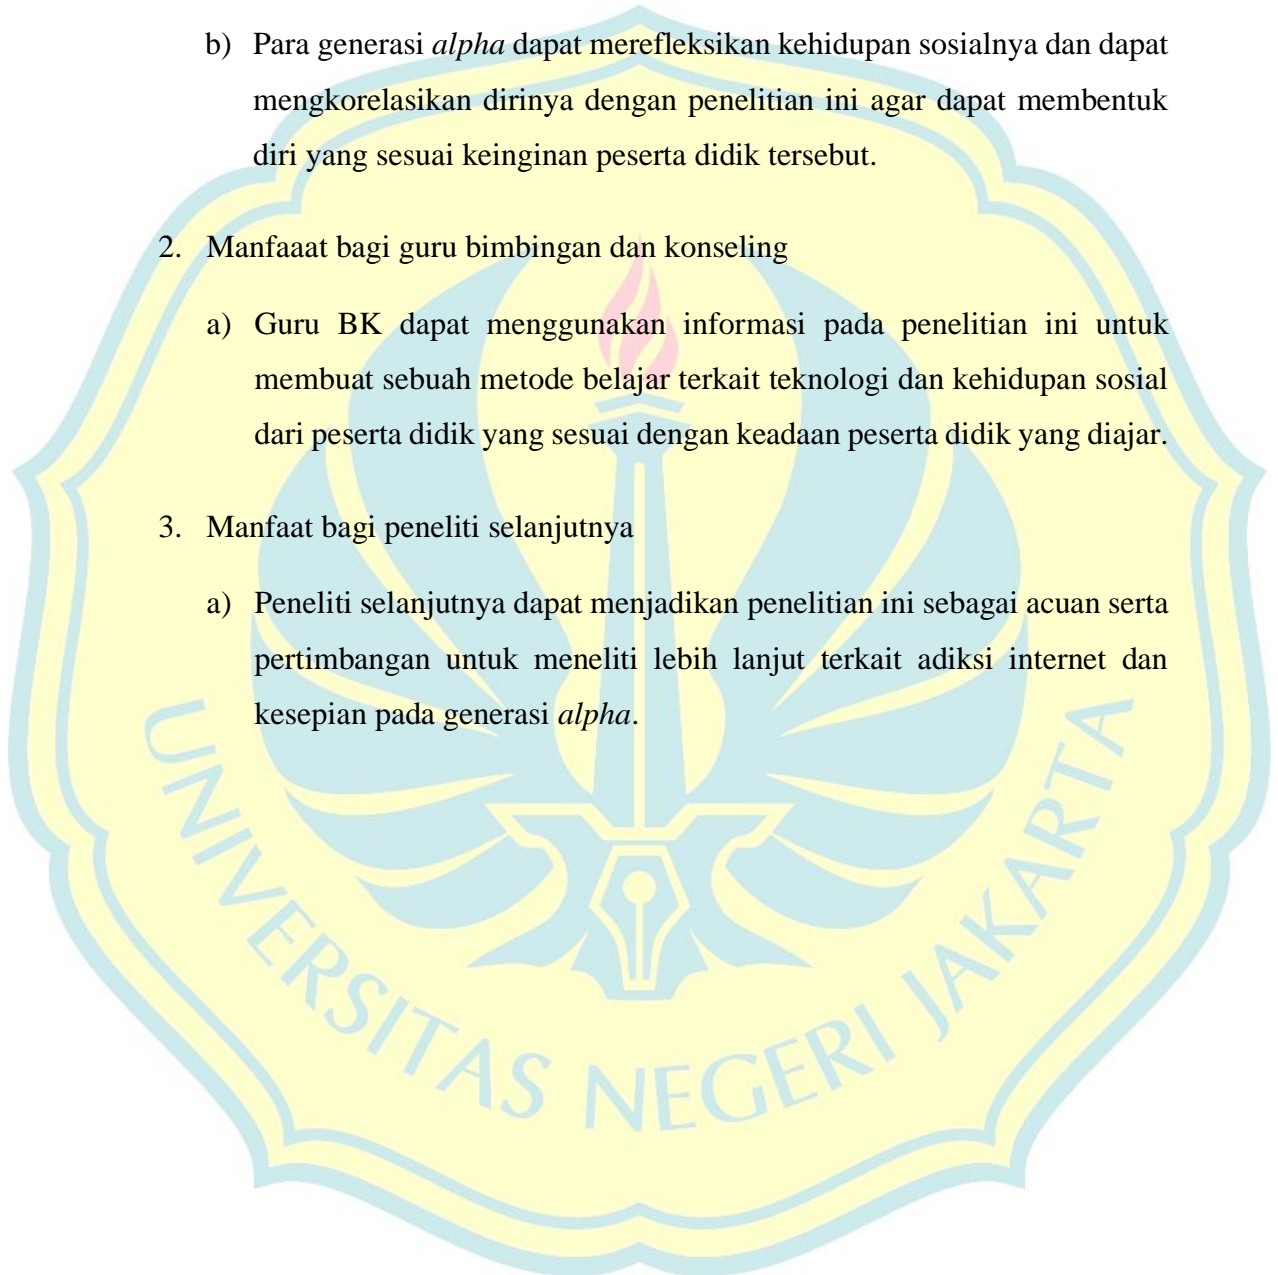 b) Para generasi alpha dapat merefleksikan kehidupan sosialnya dan dapat
mengkorelasikan dirinya dengan penelitian ini agar dapat membentuk
diri yang sesuai keinginan peserta didik tersebut.
2. Manfaaat bagi guru bimbingan dan konseling
a) Guru BK dapat menggunakan informasi pada penelitian ini untuk
membuat sebuah metode belajar terkait teknologi dan kehidupan sosial
dari peserta didik yang sesuai dengan keadaan peserta didik yang diajar.
3. Manfaat bagi peneliti selanjutnya
a) Peneliti selanjutnya dapat menjadikan penelitian ini sebagai acuan serta
pertimbangan untuk meneliti lebih lanjut terkait adiksi internet dan
kesepian pada generasi alpha.
UNIVERSITAS NEGERI JAKARTA